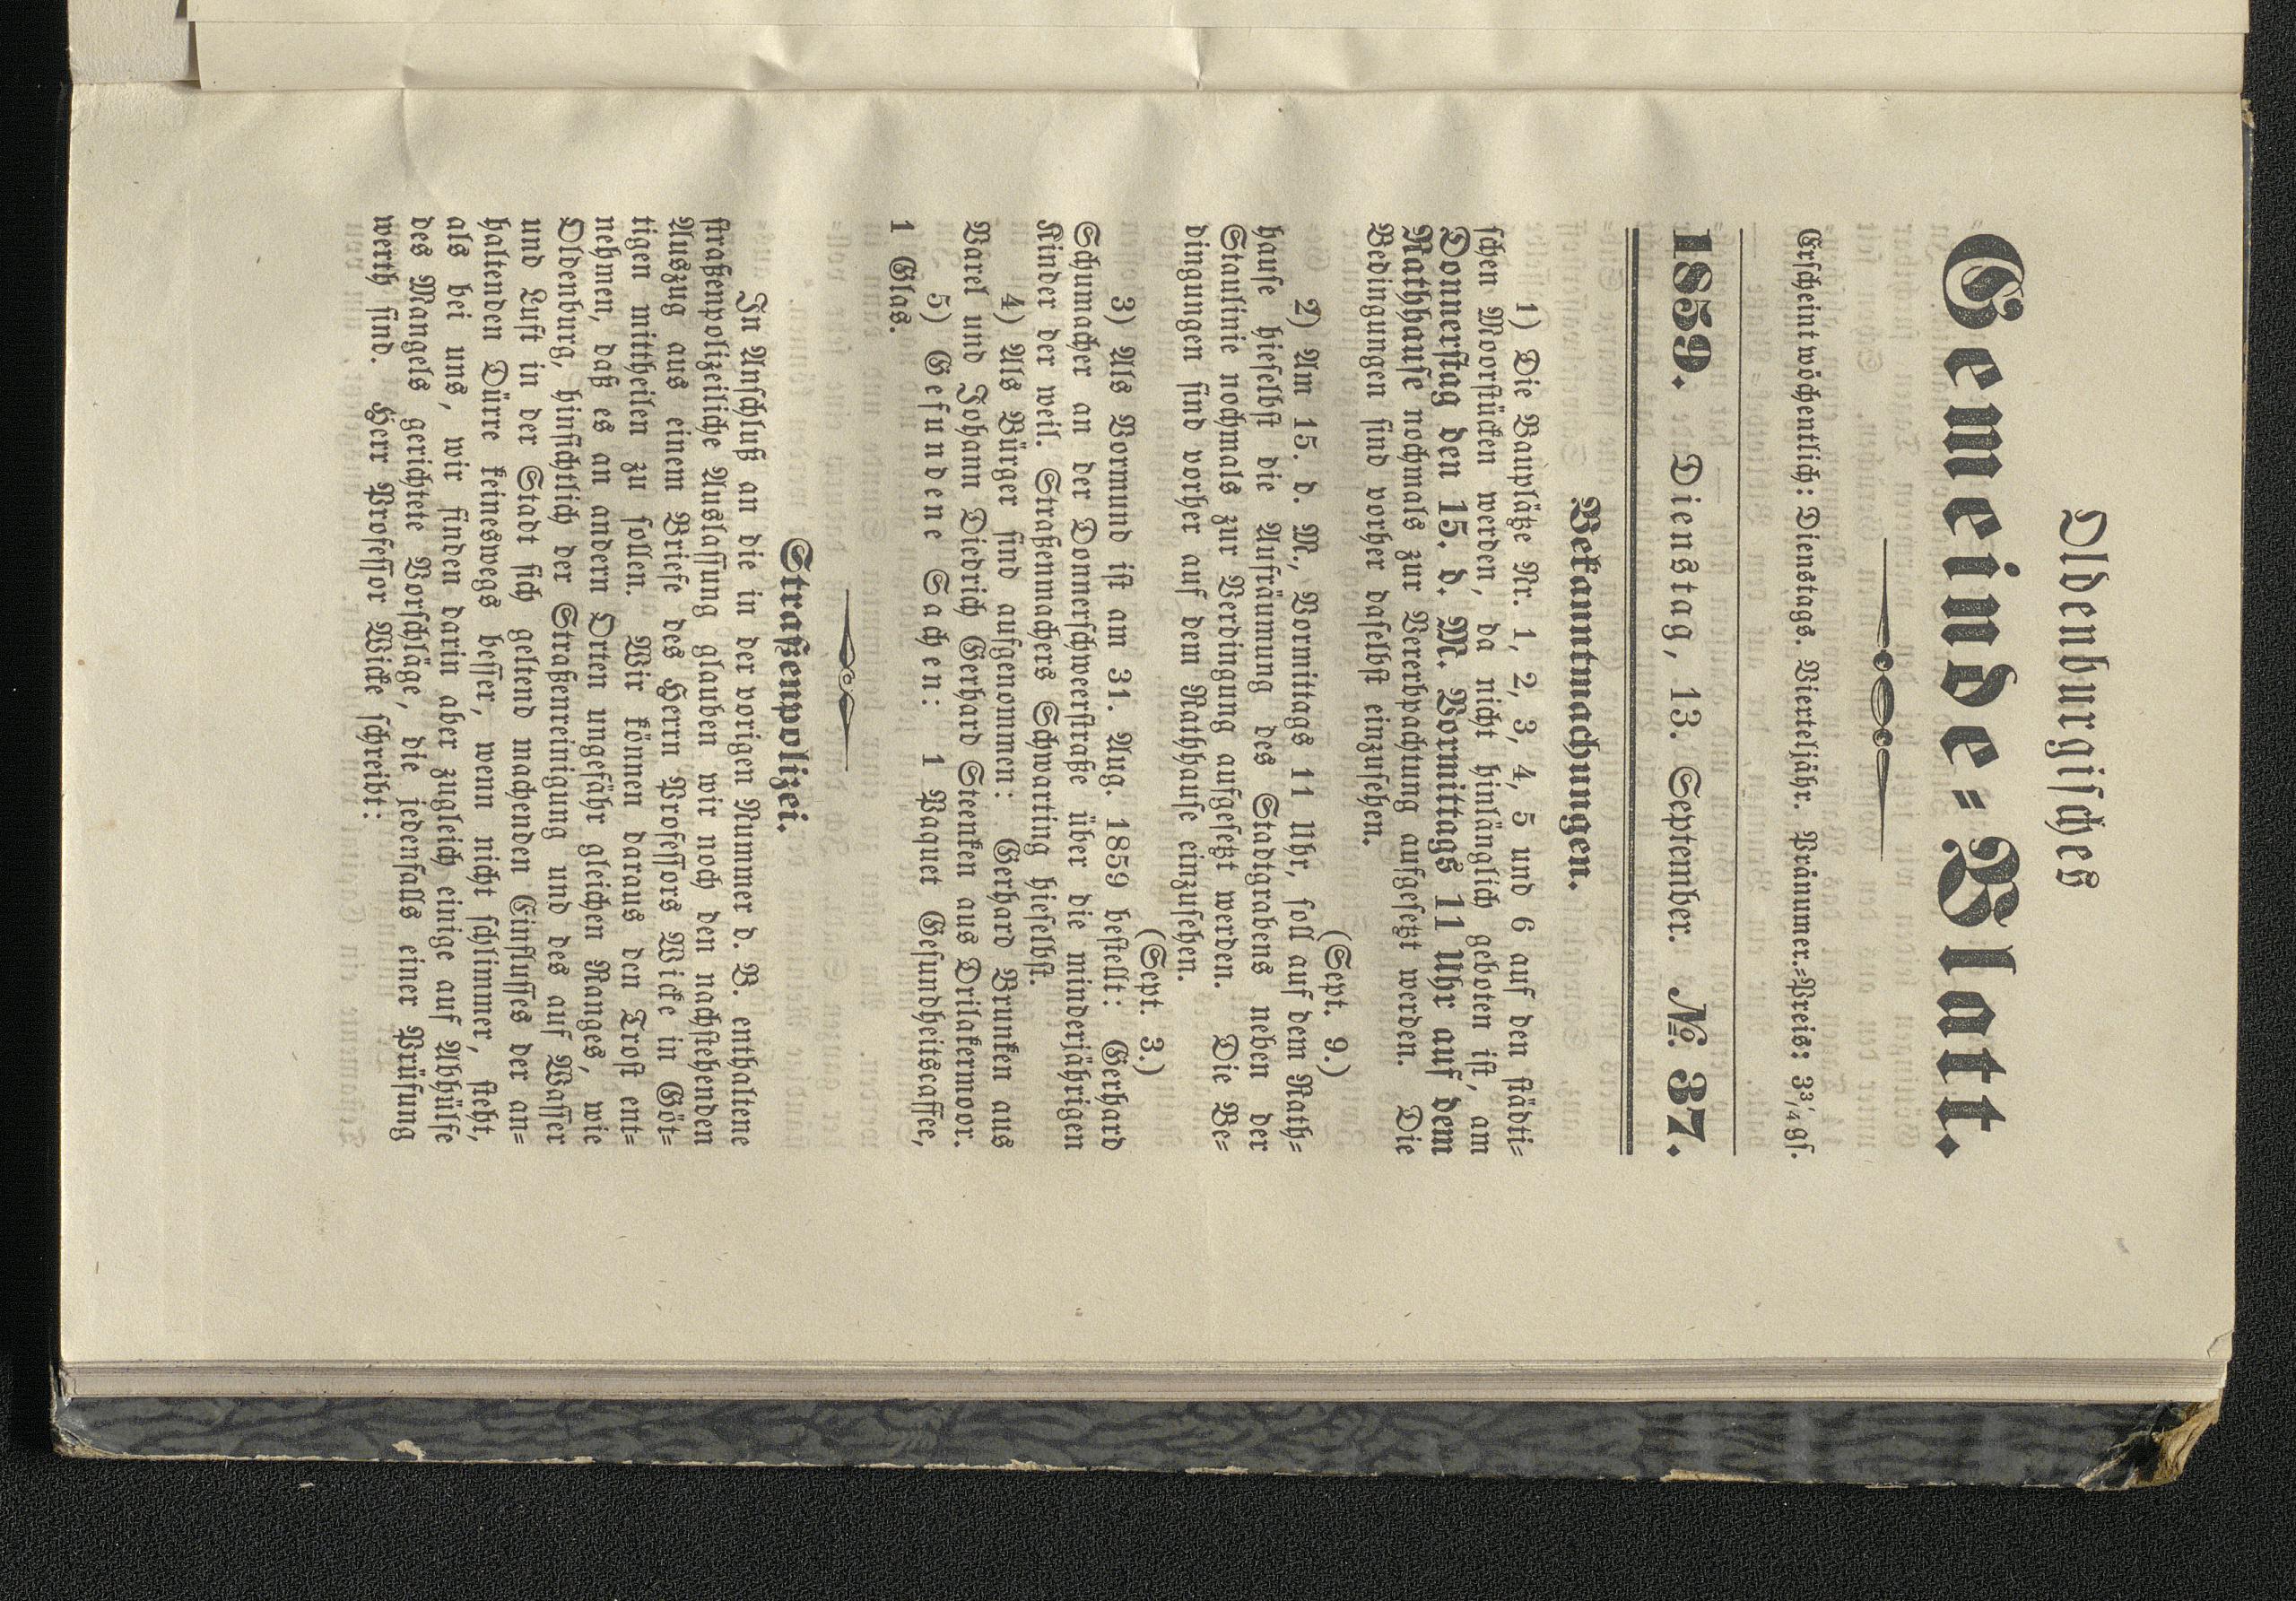 Oldenburgisches
Gemeinde-Blatt.
Erscheint wöchentlich: Dienstags. Vierteljähr. Pränumer.-Preis: 3¾ gs.
1859. Dienstag, 13. September. № 37.
Bekanntmachungen.
1) Die Bauplätze Nr. 1, 2, 3, 4, 5 und 6 auf den städti-
schen Moorstücken werden, da nicht hinlänglich geboten ist, am
Donnerstag den 15. d. M. Vormittags 11 Uhr auf dem
Rathhause nochmals zur Vererbpachtung aufgesetzt werden. Die
Bedingungen sind vorher daselbst einzusehen.
(Sept. 9.)
2) Am 15. d. M., Vormittags 11 Uhr, soll auf dem Rath-
hause hieselbst die Aufräumung des Stadtgrabens neben der
Staulinie nochmals zur Verdingung aufgesetzt werden. Die Be-
dingungen sind vorher auf dem Rathhause einzusehen.
(Sept. 3.)
3) Als Vormund ist am 31. Aug. 1859 bestellt: Gerhard
Schumacher an der Donnerschweerstraße über die minderjährigen
Kinder der weil. Straßenmachers Schwarting hieselbst.
4) Als Bürger sind aufgenommen: Gerhard Brunken aus
Varel und Johann Diedrich Gerhard Steenken aus Drilakermoor.
5) Gefundene Sachen: 1 Paquet Gesundheitscaffee,
1 Glas.
Straßenpolizei.
In Anschluß an die in der vorigen Nummer d. B. enthaltene
straßenpolizeiliche Auslassung glauben wir noch den nachstehenden
Auszug aus einem Briefe des Herrn Professors Wicke in Göt-
tigen mittheilen zu sollen. Wir können daraus den Trost ent-
nehmen, daß es an andern Orten ungefähr gleichen Ranges, wie
Oldenburg, hinsichtlich der Straßenreinigung und des auf Wasser
und Luft in der Stadt sich geltend machenden Einflusses der an-
haltenden Dürre keineswegs besser, wenn nicht schlimmer, steht,
als bei uns, wir finden darin aber zugleich einige auf Abhülfe
des Mangels gerichtete Vorschläge, die jedenfalls einer Prüfung
werth sind. Herr Professor Wicke schreibt: